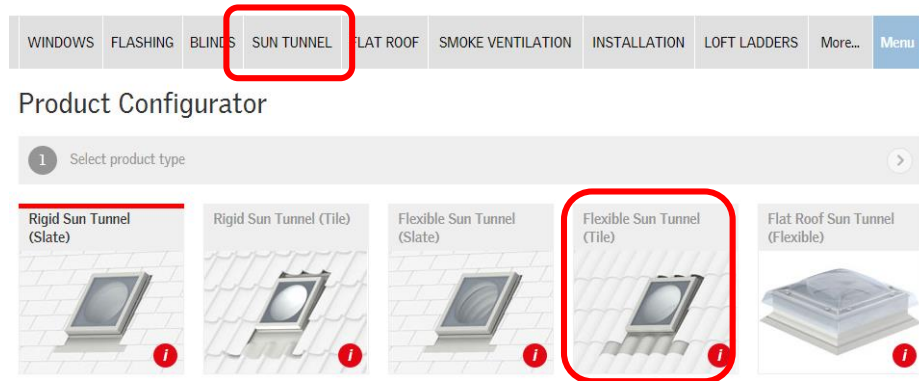 WINDOWS FLASHING BLINDS SUN TUNNEL FLAT ROOF SMOKE VENTILATION INSTALLATION LOFT LADDERS More... Menu
Product Configurator
1 Select product type
Rigid Sun Tunnel (Slate)
Rigid Sun Tunnel (Tile)
Flexible Sun Tunnel (Slate)
Flexible Sun Tunnel (Tile)
Flat Roof Sun Tunnel (Flexible)
i i i i i